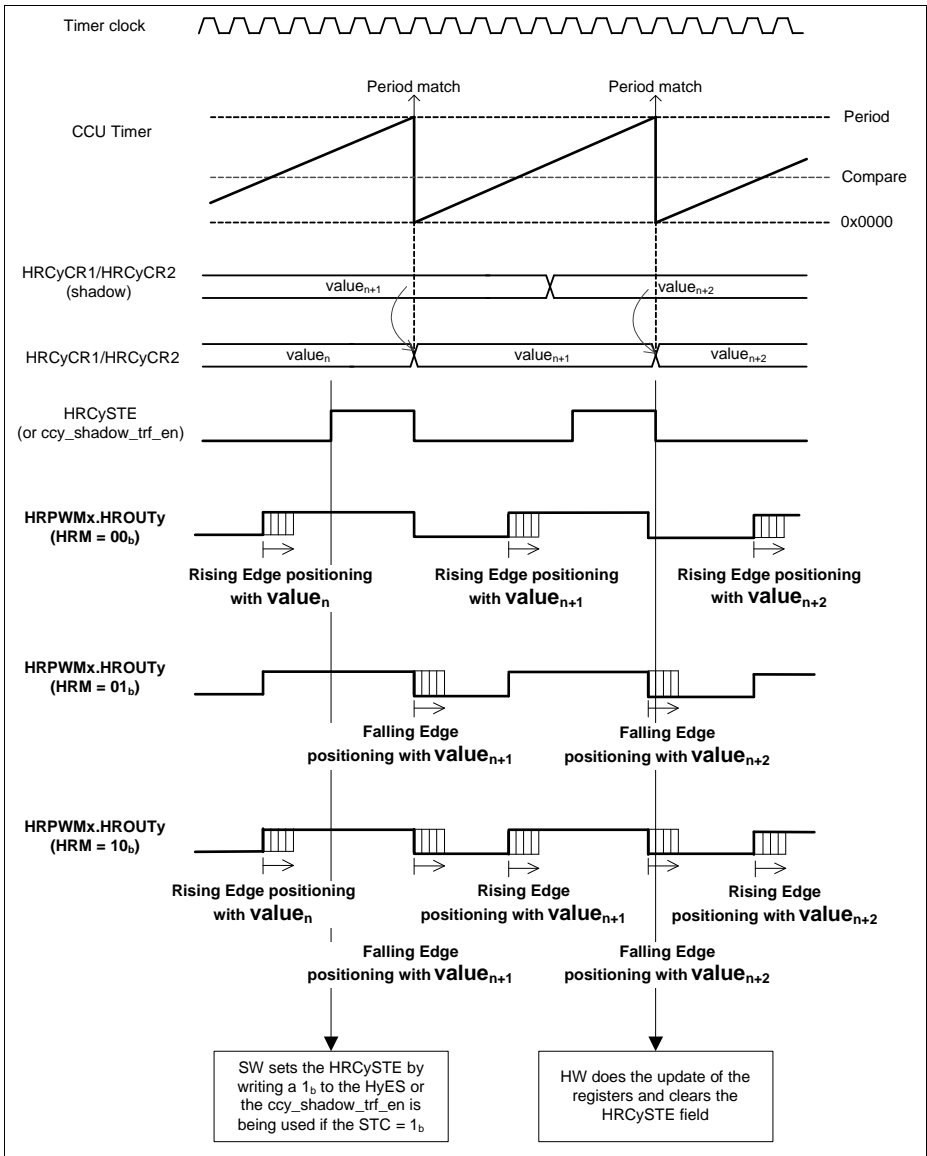 Timer clock
Period match Period match
CCU Timer
Period
Compare
0x0000
HRCyCR1/HRCyCR2
(shadow)
value_n+1 value_n+2
HRCyCR1/HRCyCR2
value_n value_n+1 value_n+2
HRCySTE
(or ccy_shadow_trf_en)
HRPWMx.HROUTy
(HRM = 00_b)
Rising Edge positioning Rising Edge positioning Rising Edge positioning
with value_n with value_n+1 with value_n+2
HRPWMx.HROUTy
(HRM = 01_b)
Falling Edge Falling Edge
positioning with value_n+1 positioning with value_n+2
HRPWMx.HROUTy
(HRM = 10_b)
Rising Edge positioning Rising Edge Rising Edge
with value_n positioning with value_n+1 positioning with value_n+2
Falling Edge Falling Edge
positioning with value_n+1 positioning with value_n+2
SW sets the HRCySTE by
writing a 1_b to the HyES or
the ccy_shadow_trf_en is
being used if the STC = 1_b
HW does the update of the
registers and clears the
HRCySTE field